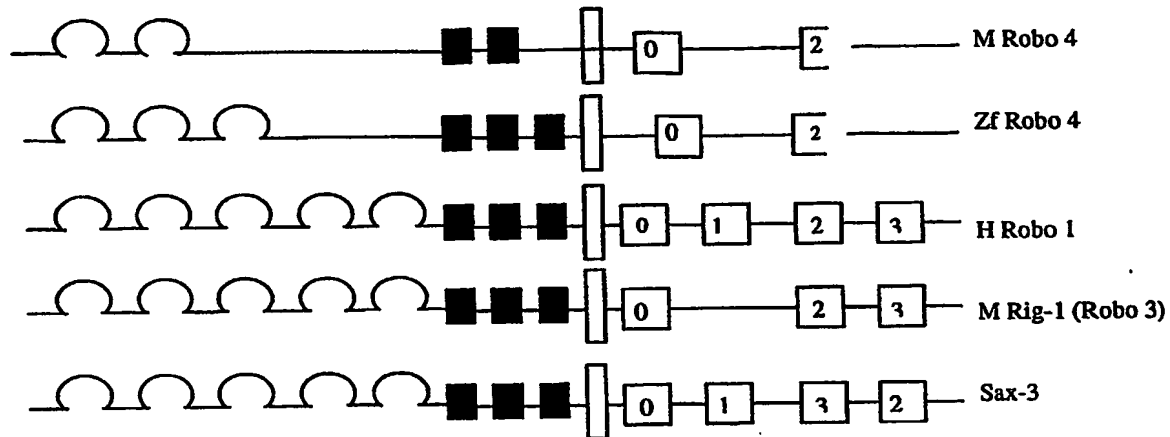 0 2 M Robo 4
0 2 Zf Robo 4
0 1 2 3 H Robo 1
0 2 3 M Rig-1 (Robo 3)
0 1 3 2 Sax-3